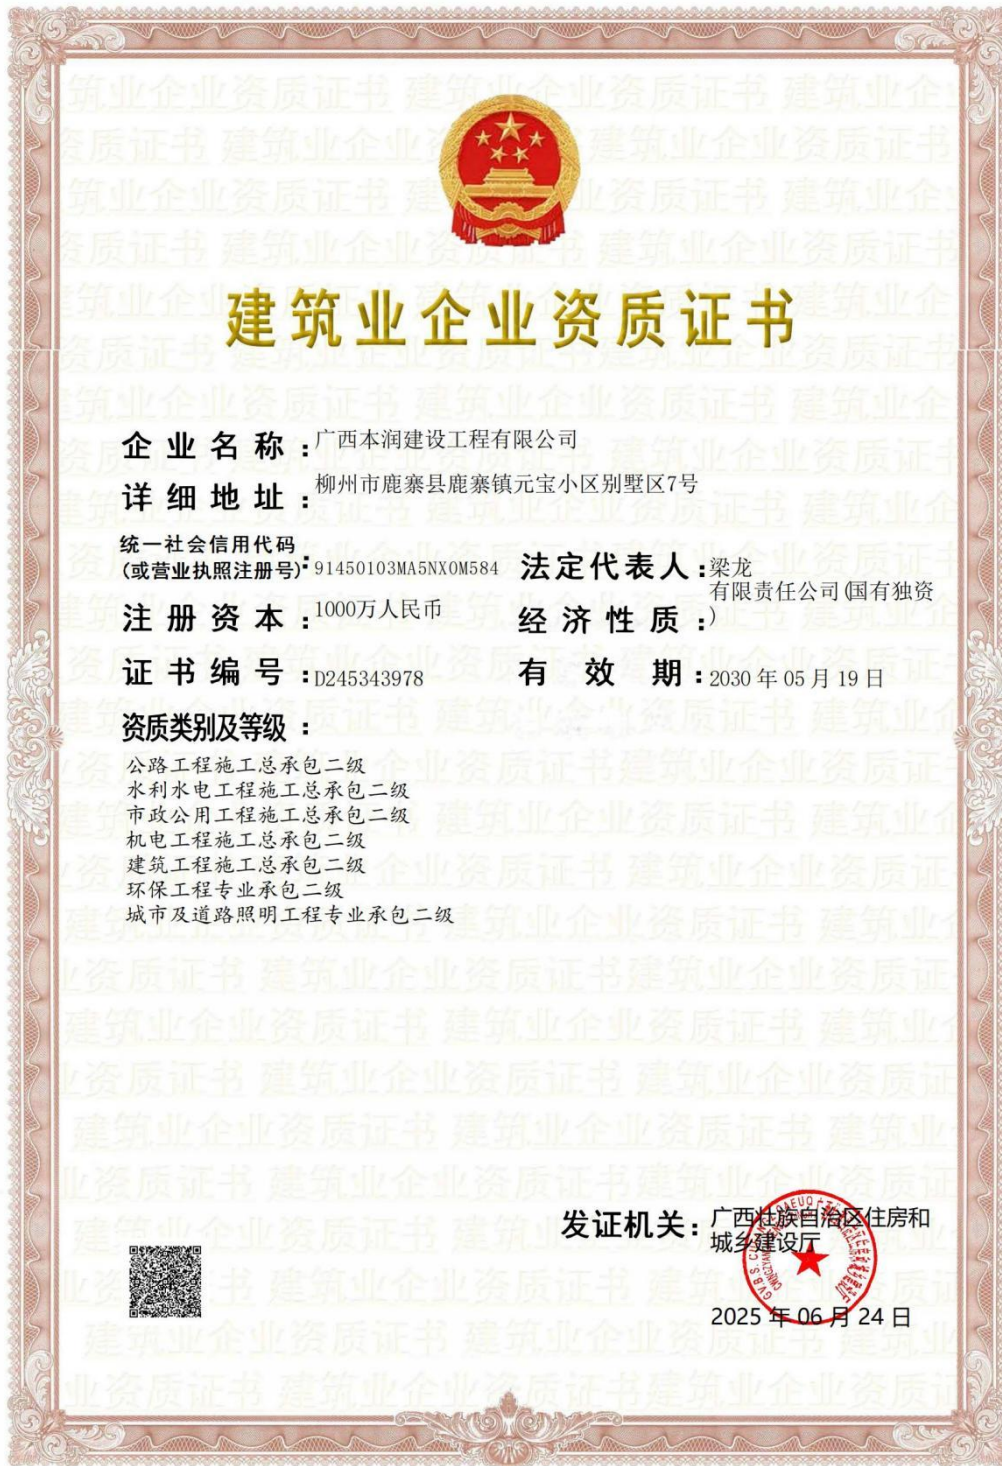 建筑业企业资质证书
企业名称：广西本润建设工程有限公司
详细地址：柳州市鹿寨县鹿寨镇元宝小区别墅区7号
统一社会信用代码
(或营业执照注册号)：91450103MA5NX0M584
法定代表人：梁龙
注册资本：1000万人民币
经济性质：有限责任公司(国有独资
)
证书编号：D245343978
有效期：2030年05月19日
资质类别及等级：
公路工程施工总承包二级
水利水电工程施工总承包二级
市政公用工程施工总承包二级
机电工程施工总承包二级
建筑工程施工总承包二级
环保工程专业承包二级
城市及道路照明工程专业承包二级
发证机关：广西壮族自治区住房和
城乡建设厅
2025年06月24日